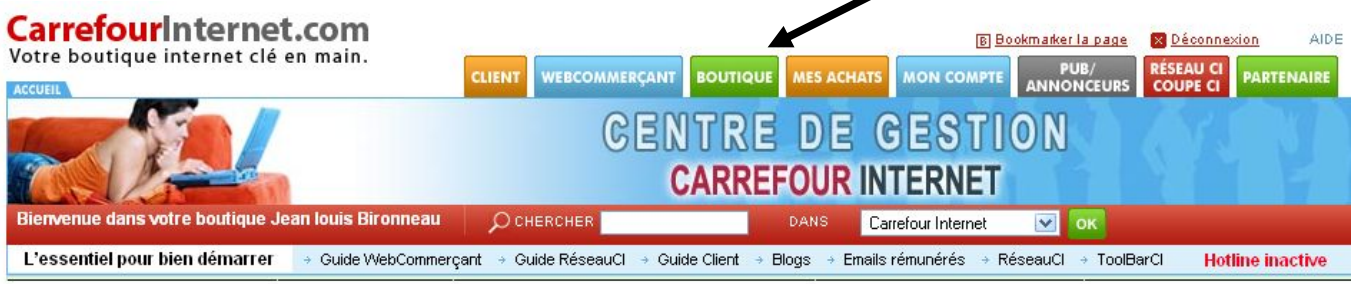 CarrefourInternet.com
Votre boutique internet clé en main.
B Bookmarker la page X Déconnexion AIDE
ACCUEIL
CLIENT WEBCOMMERÇANT BOUTIQUE MES ACHATS MON COMPTE PUB/ ANNONCEURS RÉSEAU CI COUPE CI PARTENAIRE
CENTRE DE GESTION
CARREFOUR INTERNET
Bienvenue dans votre boutique Jean louis Bironneau CHERCHER DANS Carrefour Internet OK
L'essentiel pour bien démarrer Guide WebCommerçant Guide RéseauCI Guide Client Blogs Emails rémunérés RéseauCI ToolBarCI Hotline inactive